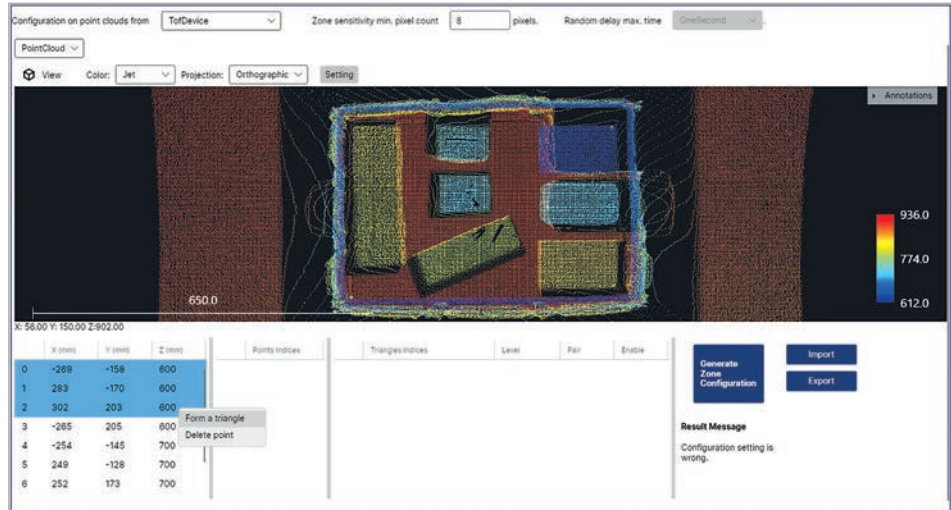 Configuration on point clouds from TofDevice Zone sensitivity min. pixel count 8 pixels. Random delay max. time OneSecond
PointCloud
View Color: Jet Projection: Orthographic Setting
Annotations
936.0
774.0
612.0
650.0
X: 56.00 Y: 150.00 Z:902.00
X (mm) Y (mm) Z (mm) Points Indices Triangles Indices Level Pair Enable
0 -269 -158 600
1 283 -170 600
2 302 203 600
3 -265 205 600
4 -254 -145 700
5 249 -128 700
6 252 173 700
Form a triangle
Delete point
Generate
Zone
Configuration
Import
Export
Result Message
Configuration setting is
wrong.